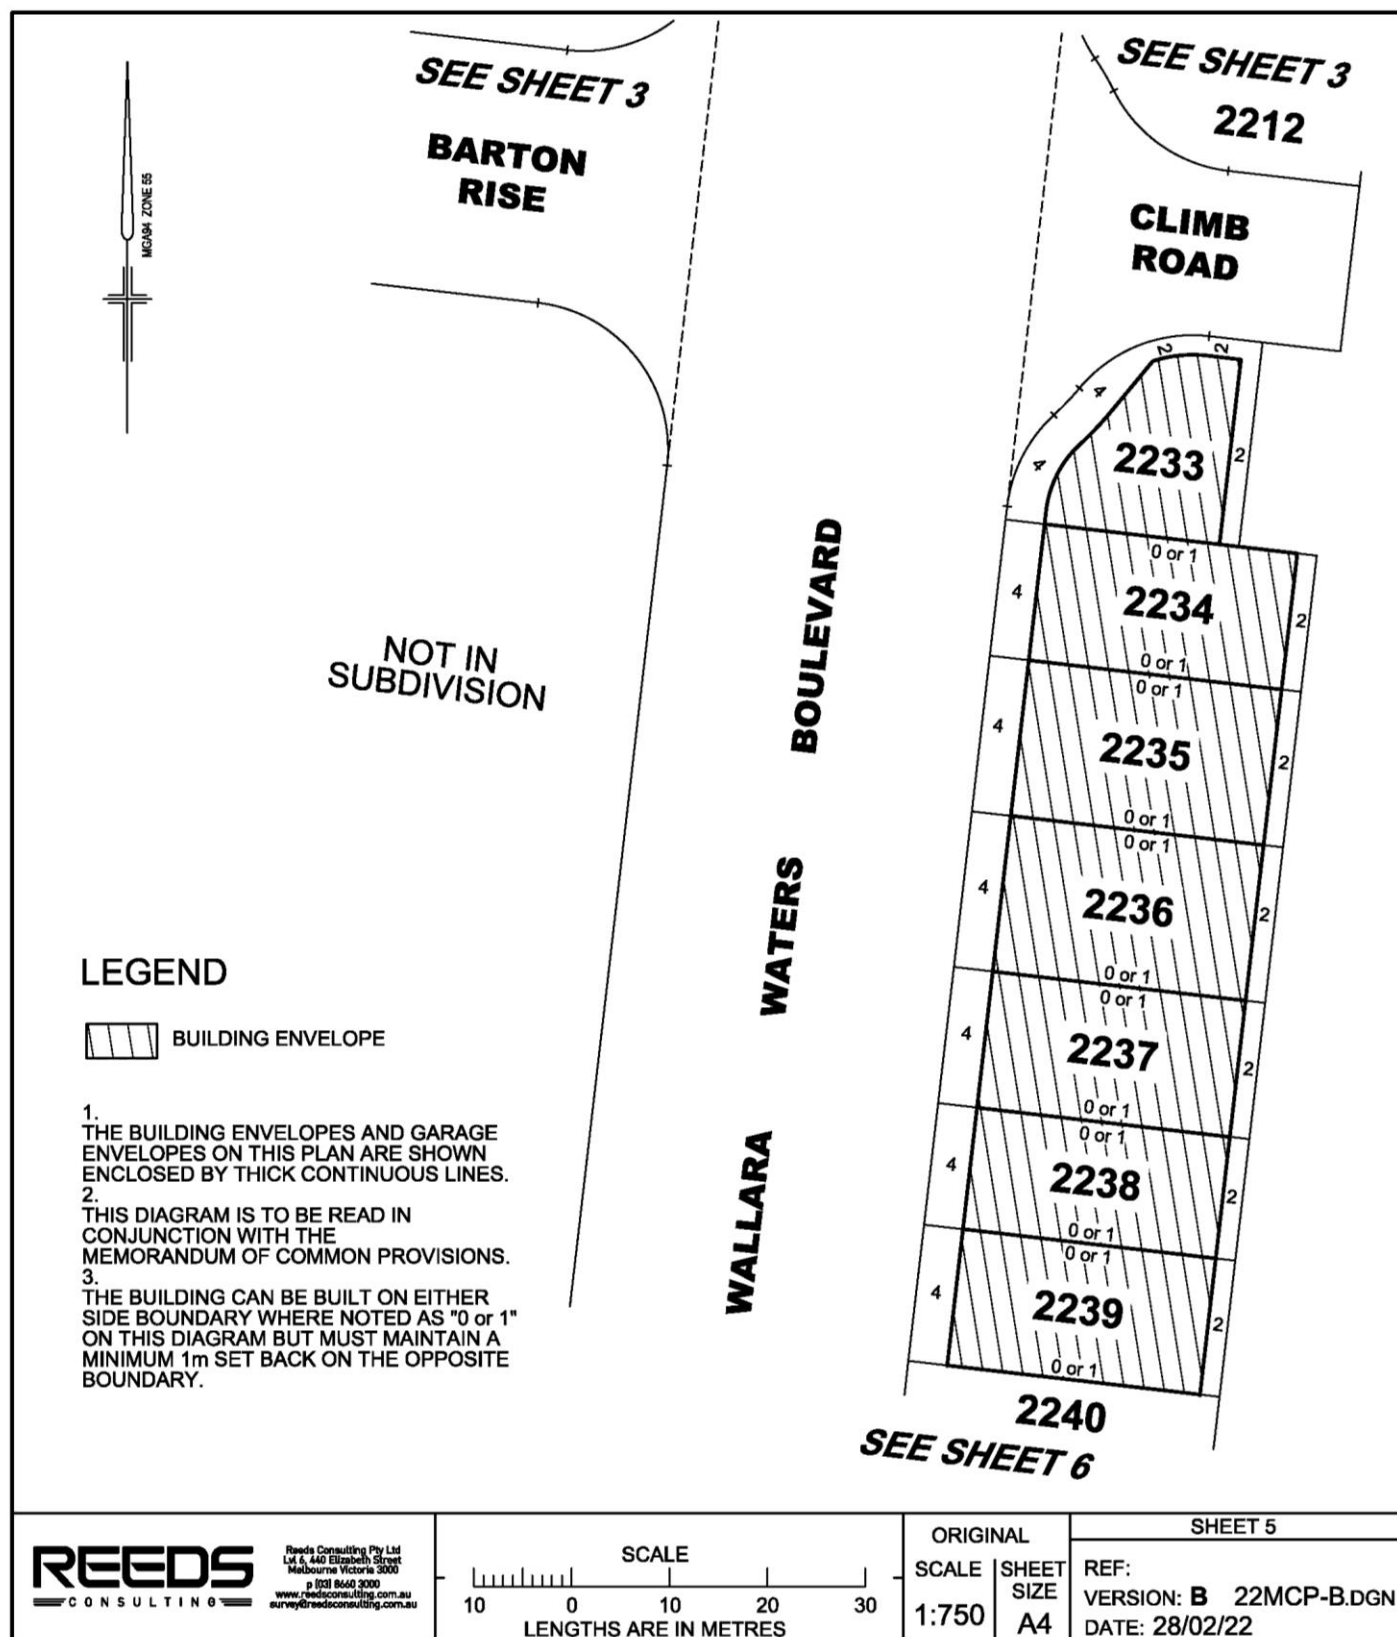 SEE SHEET 3
BARTON
RISE
SEE SHEET 3
2212
CLIMB
ROAD
MGA94 ZONE 55
2
2
4
4
2233
2
0 or 1
4
2234
2
0 or 1
0 or 1
4
2235
2
0 or 1
0 or 1
4
2236
2
0 or 1
0 or 1
4
2237
2
0 or 1
0 or 1
4
2238
2
0 or 1
0 or 1
4
2239
2
0 or 1
2240
SEE SHEET 6
NOT IN
SUBDIVISION
WALLARA WATERS BOULEVARD
LEGEND
BUILDING ENVELOPE
1.
THE BUILDING ENVELOPES AND GARAGE
ENVELOPES ON THIS PLAN ARE SHOWN
ENCLOSED BY THICK CONTINUOUS LINES.
2.
THIS DIAGRAM IS TO BE READ IN
CONJUNCTION WITH THE
MEMORANDUM OF COMMON PROVISIONS.
3.
THE BUILDING CAN BE BUILT ON EITHER
SIDE BOUNDARY WHERE NOTED AS "0 or 1"
ON THIS DIAGRAM BUT MUST MAINTAIN A
MINIMUM 1m SET BACK ON THE OPPOSITE
BOUNDARY.
REEDS
CONSULTING
Reeds Consulting Pty Ltd
Lvl 6, 440 Elizabeth Street
Melbourne Victoria 3000
p (03) 8660 3000
www.reedsconsulting.com.au
survey@reedsconsulting.com.au
SCALE
10 0 10 20 30
LENGTHS ARE IN METRES
ORIGINAL
SCALE
1:750
SHEET
SIZE
A4
SHEET 5
REF:
VERSION: B 22MCP-B.DGN
DATE: 28/02/22